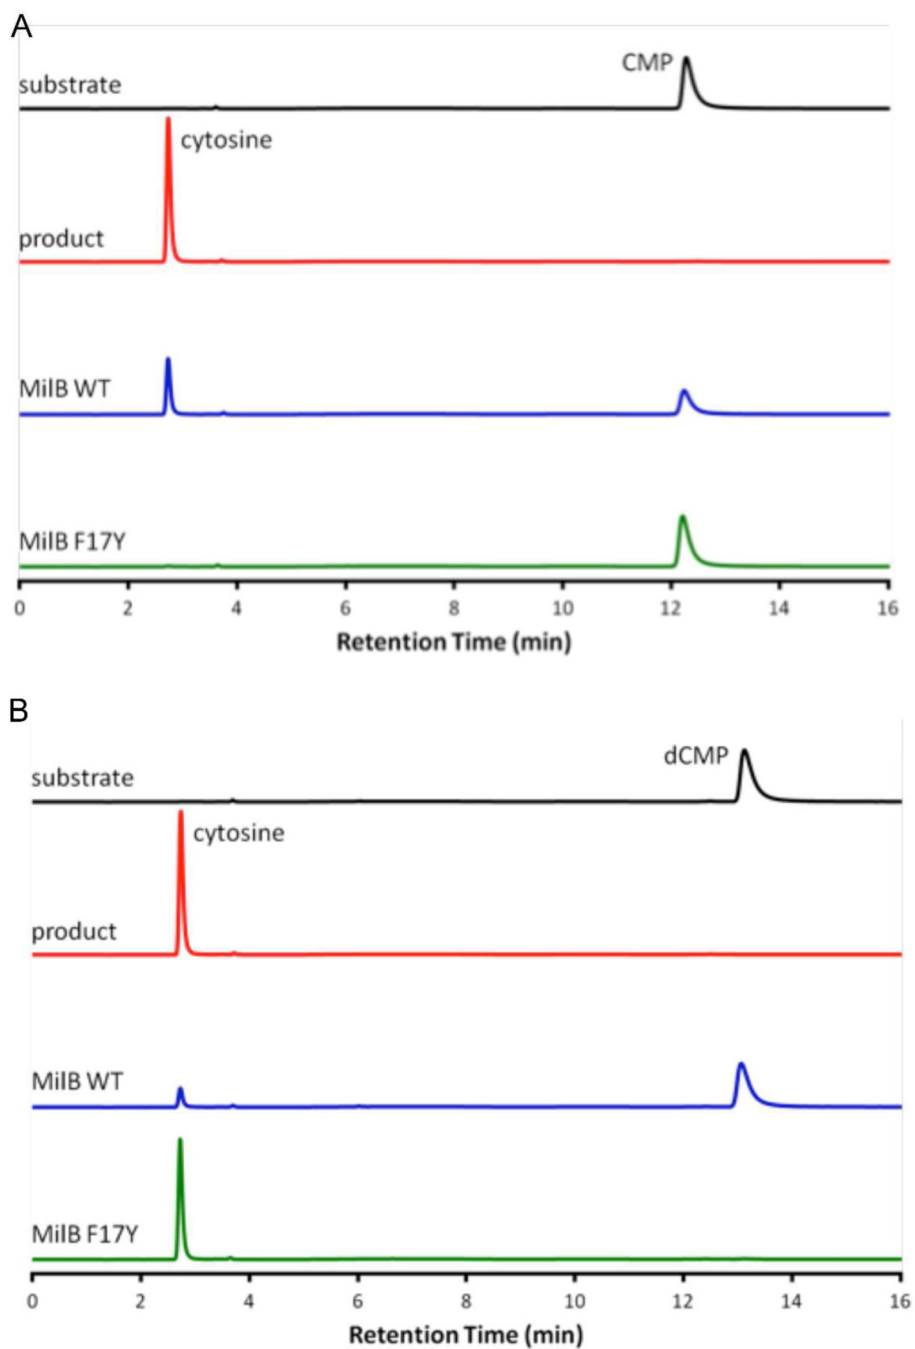 A
substrate
CMP
cytosine
product
MilB WT
MilB F17Y
0 2 4 6 8 10 12 14 16
Retention Time (min)
B
substrate
dCMP
cytosine
product
MilB WT
MilB F17Y
0 2 4 6 8 10 12 14 16
Retention Time (min)